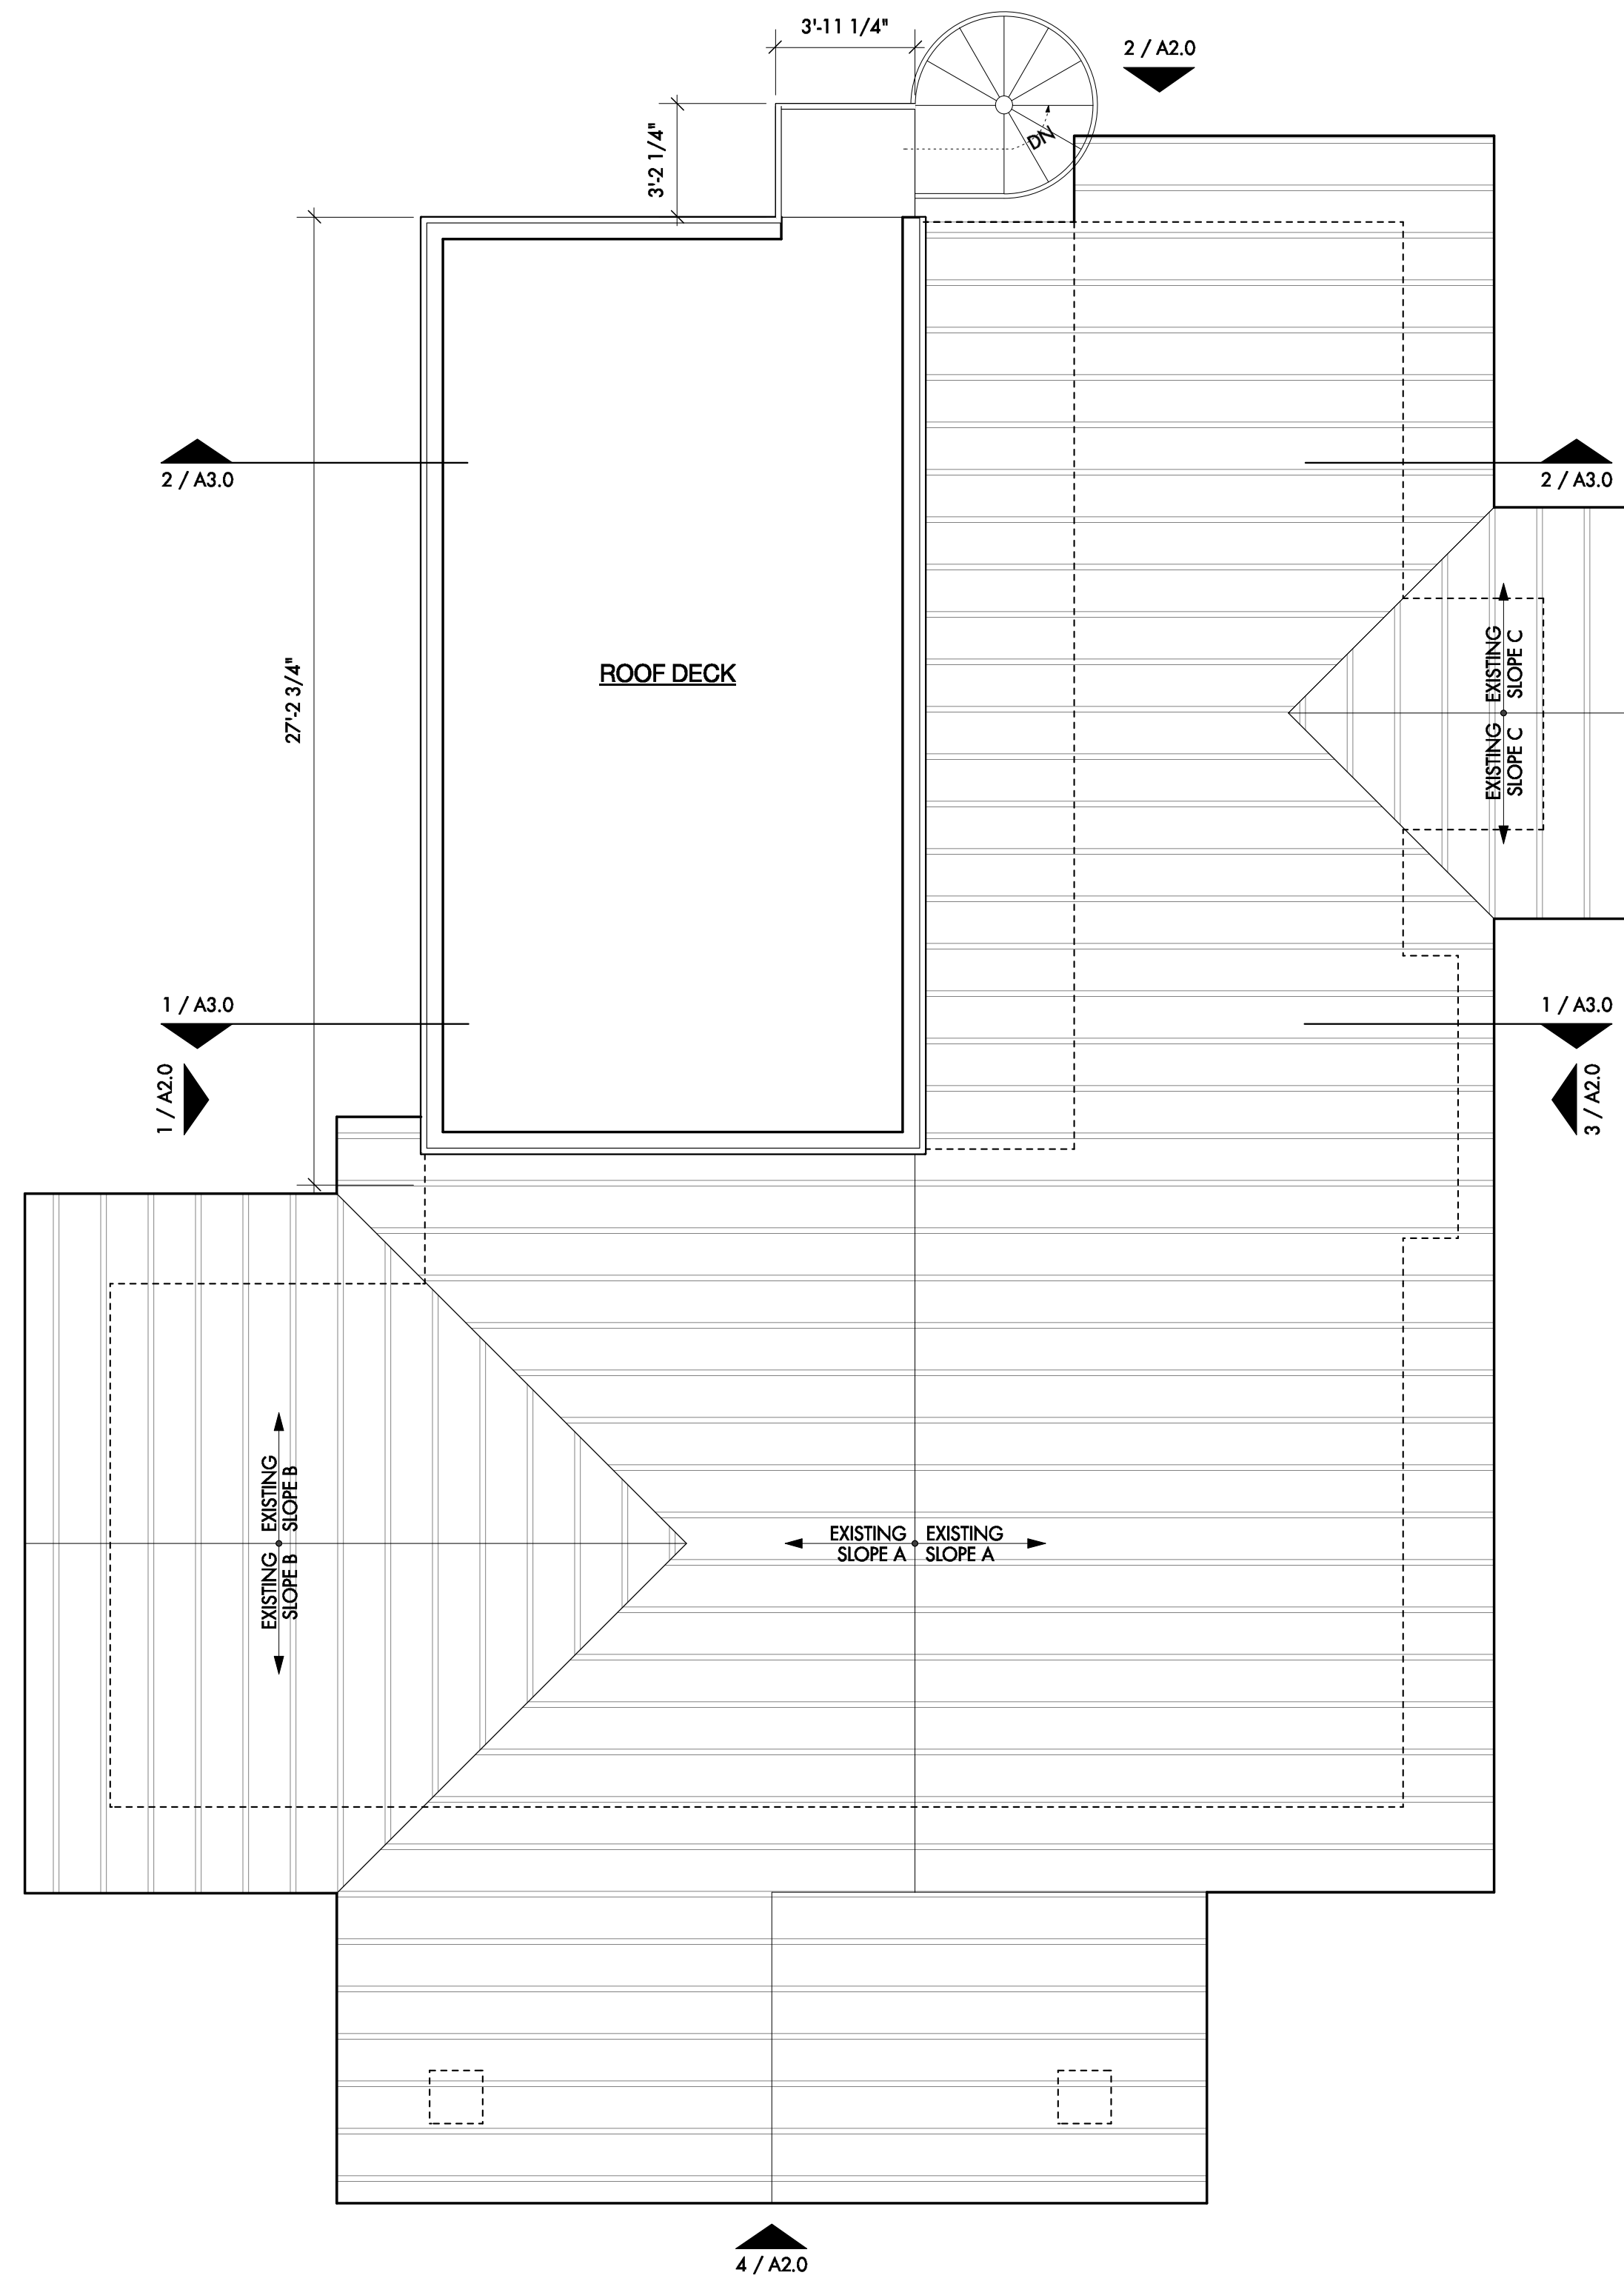 3'-11 1/4"
2 / A2.0
3'-2 1/4"
DN
2 / A3.0
2 / A3.0
27'-2 3/4"
ROOF DECK
EXISTING
SLOPE C
EXISTING
SLOPE C
1 / A3.0
1 / A3.0
1 / A2.0
3 / A2.0
EXISTING
SLOPE B
EXISTING
SLOPE B
EXISTING
SLOPE A
EXISTING
SLOPE A
4 / A2.0